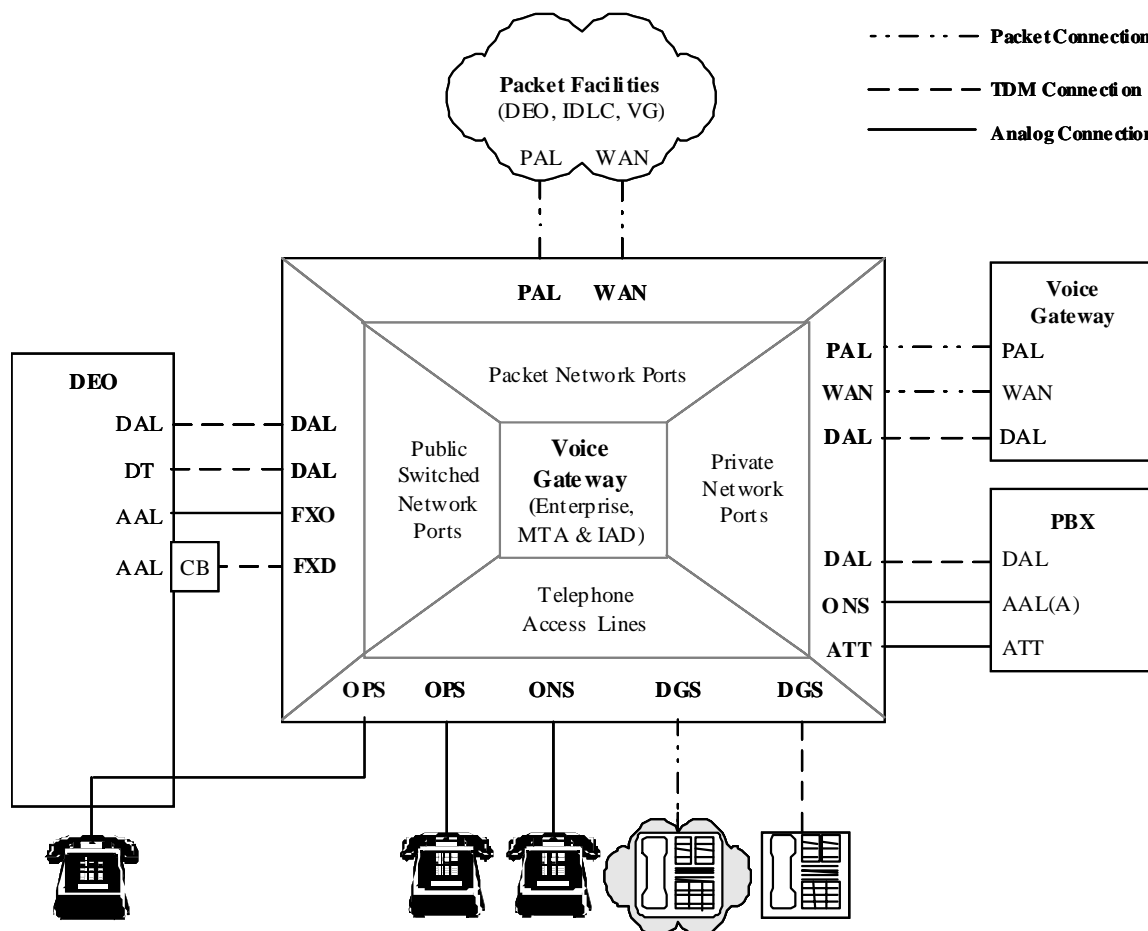 Packet Connection
TDM Connection
Analog Connection
Packet Facilities
(DEO, IDLC, VG)
PAL WAN
PAL WAN
Packet Network Ports
Public
Switched
Network
Ports
Voice
Gateway
(Enterprise,
MTA & IAD)
Private
Network
Ports
Telephone
Access Lines
DEO
DAL
DT
AAL
AAL CB
DAL
DAL
FXO
FXD
PAL
WAN
DAL
Voice
Gateway
PAL
WAN
DAL
DAL
ONS
ATT
PBX
DAL
AAL(A)
ATT
OPS OPS ONS DGS DGS